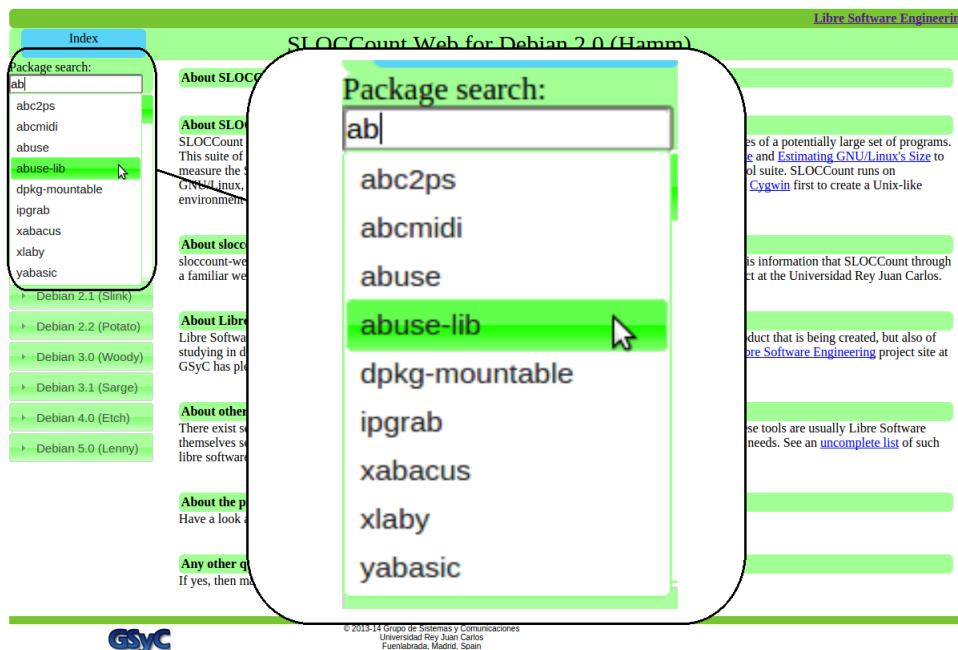 Libre Software Engineerin
Index
SLOCCount Web for Debian 2.0 (Hamm)
Package search:
ab
abc2ps
abcmidi
abuse
abuse-lib
dpkg-mountable
ipgrab
xabacus
xlaby
yabasic
Debian 2.1 (Slink)
Debian 2.2 (Potato)
Debian 3.0 (Woody)
Debian 3.1 (Sarge)
Debian 4.0 (Etch)
Debian 5.0 (Lenny)
Package search:
ab
abc2ps
abcmidi
abuse
abuse-lib
dpkg-mountable
ipgrab
xabacus
xlaby
yabasic
About SLOCC
About SLO
SLOCCount es of a potentially large set of programs.
This suite of e and Estimating GNU/Linux's Size to
measure the ol suite. SLOCCount runs on
GNU/Linux, Cygwin first to create a Unix-like
environment
About slocc
sloccount-we is information that SLOCCount through
a familiar we ct at the Universidad Rey Juan Carlos.
About Libre
Libre Softwa duct that is being created, but also of
studying in d bre Software Engineering project site at
GSyC has ple
About other
There exist se ese tools are usually Libre Software
themselves so needs. See an uncomplete list of such
libre software
About the p
Have a look a
Any other q
If yes, then ma
GSyC
© 2013-14 Grupo de Sistemas y Comunicaciones
Universidad Rey Juan Carlos
Fuenlabrada, Madrid, Spain